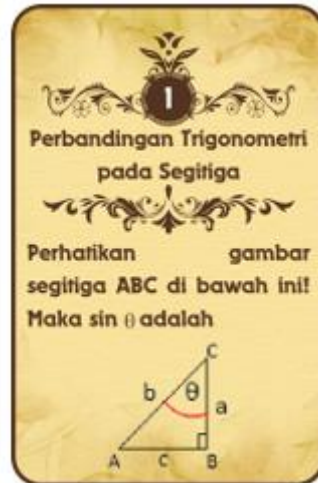 1
Perbandingan Trigonometri
pada Segitiga
Perhatikan gambar
segitiga ABC di bawah ini!
Maka sin θ adalah
C
b θ
a
A C B